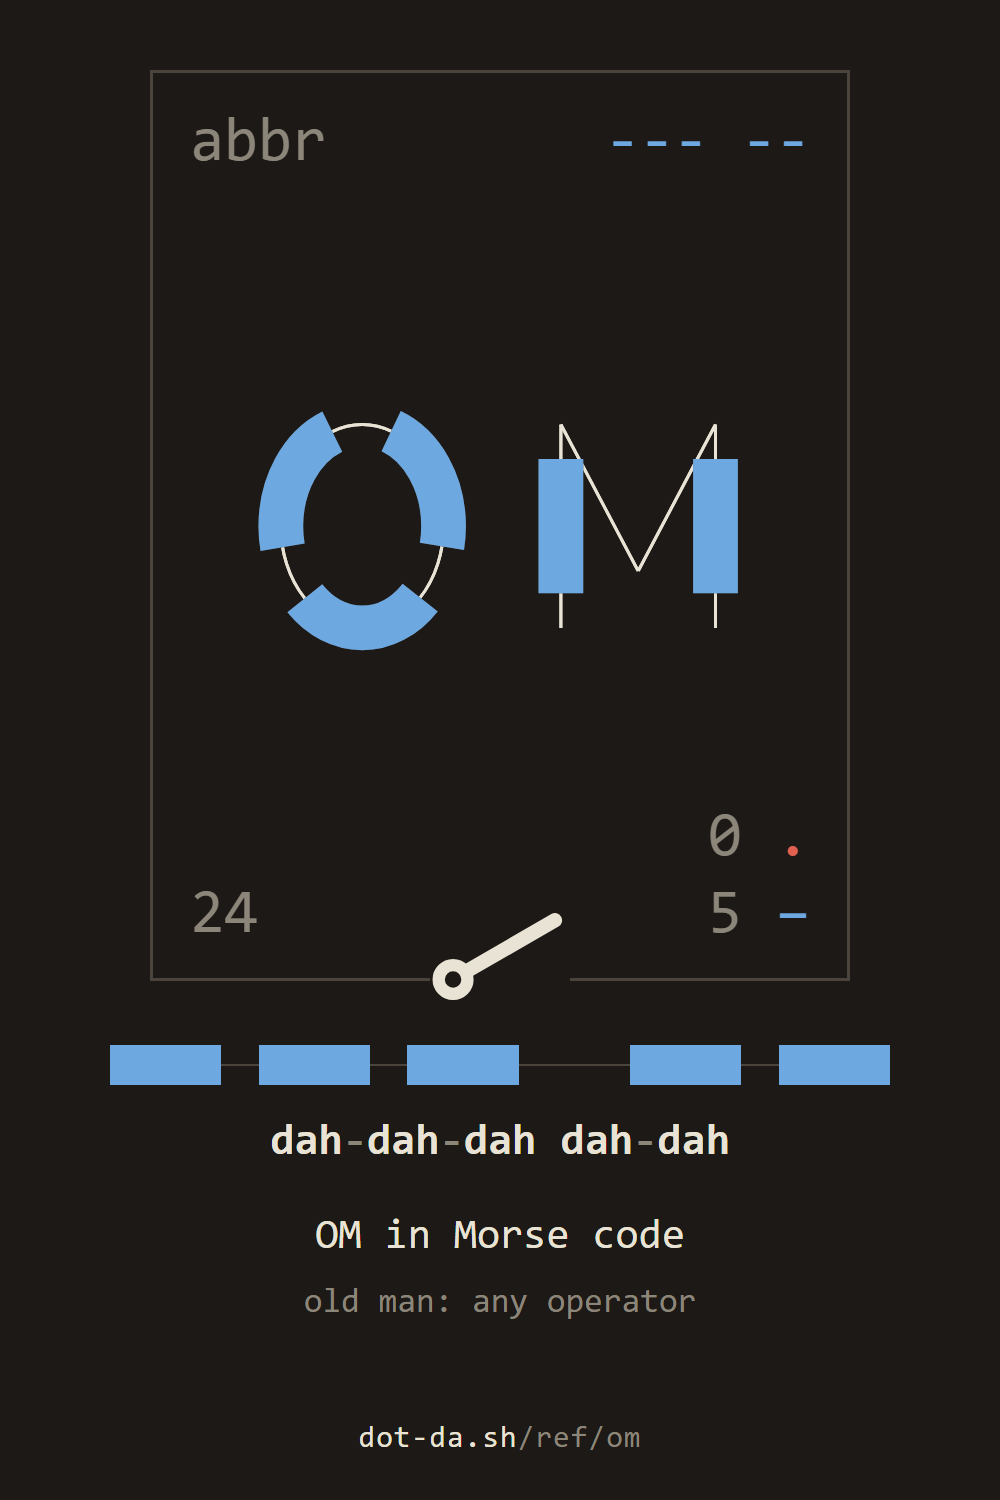 abbr --- --
OM
0 .
24 5 -
dah-dah-dah dah-dah
OM in Morse code
old man: any operator
dot-da.sh/ref/om